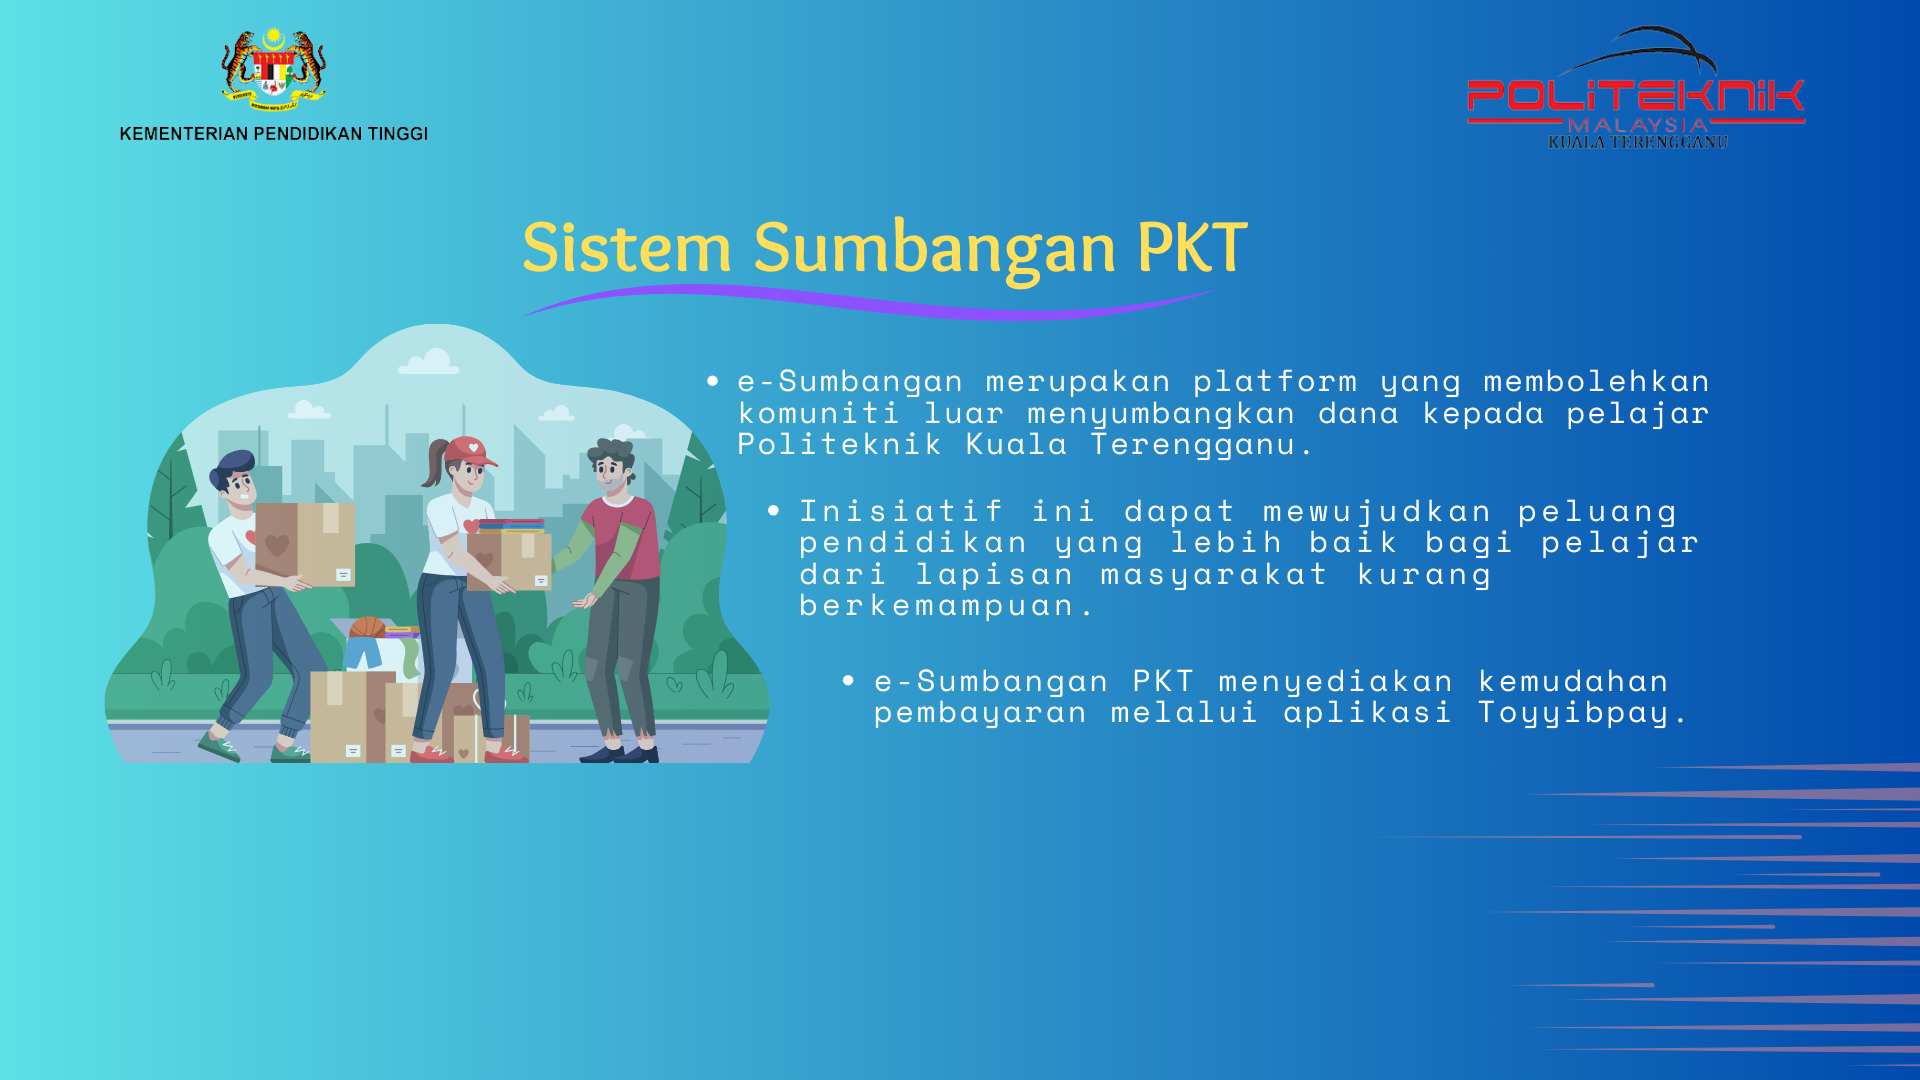 KEMENTERIAN PENDIDIKAN TINGGI
POLITEKNIK
MALAYSIA
KUALA TERENGGANU
Sistem Sumbangan PKT
e-Sumbangan merupakan platform yang membolehkan
komuniti luar menyumbangkan dana kepada pelajar
Politeknik Kuala Terengganu.
Inisiatif ini dapat mewujudkan peluang
pendidikan yang lebih baik bagi pelajar
dari lapisan masyarakat kurang
berkemampuan.
e-Sumbangan PKT menyediakan kemudahan
pembayaran melalui aplikasi Toyyibpay.